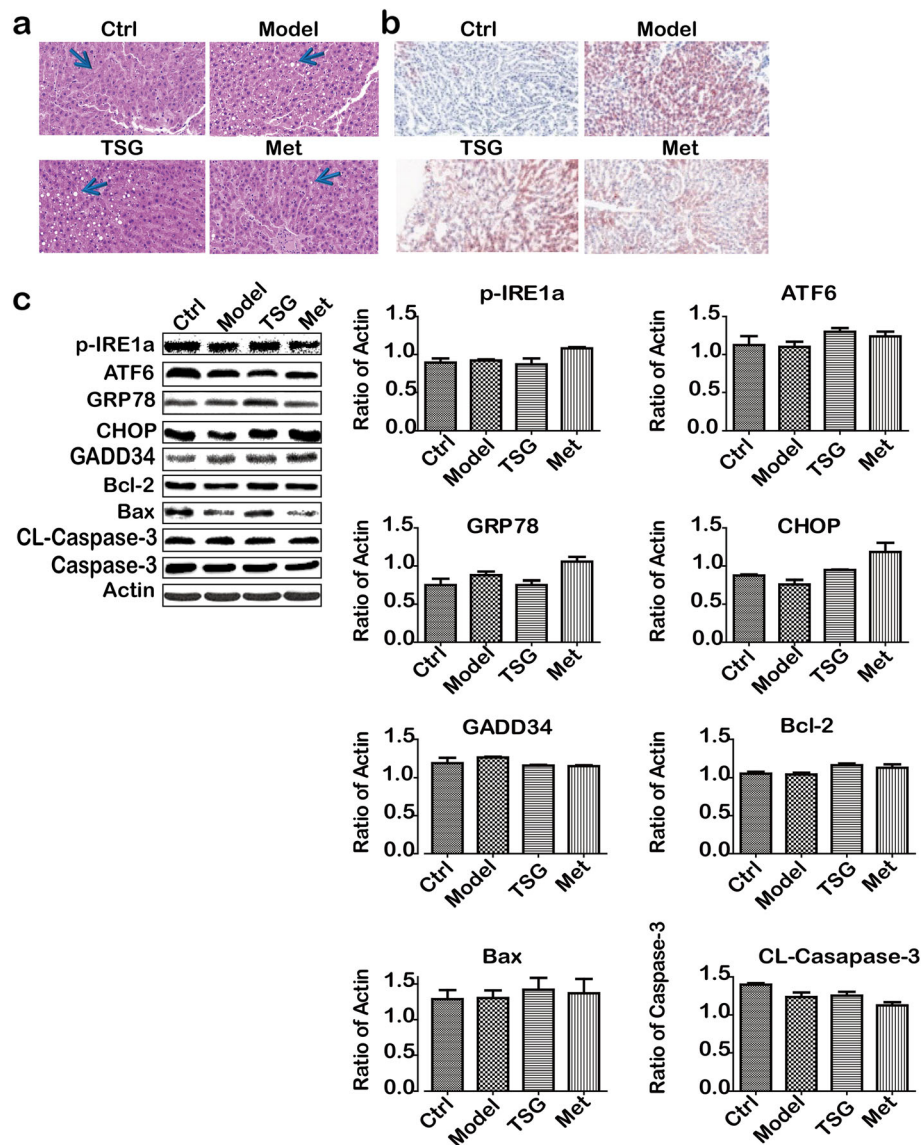 a
Ctrl
Model
TSG
Met
b
Ctrl
Model
TSG
Met
c
Ctrl
Model
TSG
Met
p-IRE1a
ATF6
GRP78
CHOP
GADD34
Bcl-2
Bax
CL-Caspase-3
Caspase-3
Actin
p-IRE1a
Ratio of Actin
1.5
1.0
0.5
0.0
Ctrl
Model
TSG
Met
ATF6
Ratio of Actin
1.5
1.0
0.5
0.0
Ctrl
Model
TSG
Met
GRP78
Ratio of Actin
1.5
1.0
0.5
0.0
Ctrl
Model
TSG
Met
CHOP
Ratio of Actin
1.5
1.0
0.5
0.0
Ctrl
Model
TSG
Met
GADD34
Ratio of Actin
1.5
1.0
0.5
0.0
Ctrl
Model
TSG
Met
Bcl-2
Ratio of Actin
1.5
1.0
0.5
0.0
Ctrl
Model
TSG
Met
Bax
Ratio of Actin
1.5
1.0
0.5
0.0
Ctrl
Model
TSG
Met
CL-Casapase-3
Ratio of Caspase-3
1.5
1.0
0.5
0.0
Ctrl
Model
TSG
Met